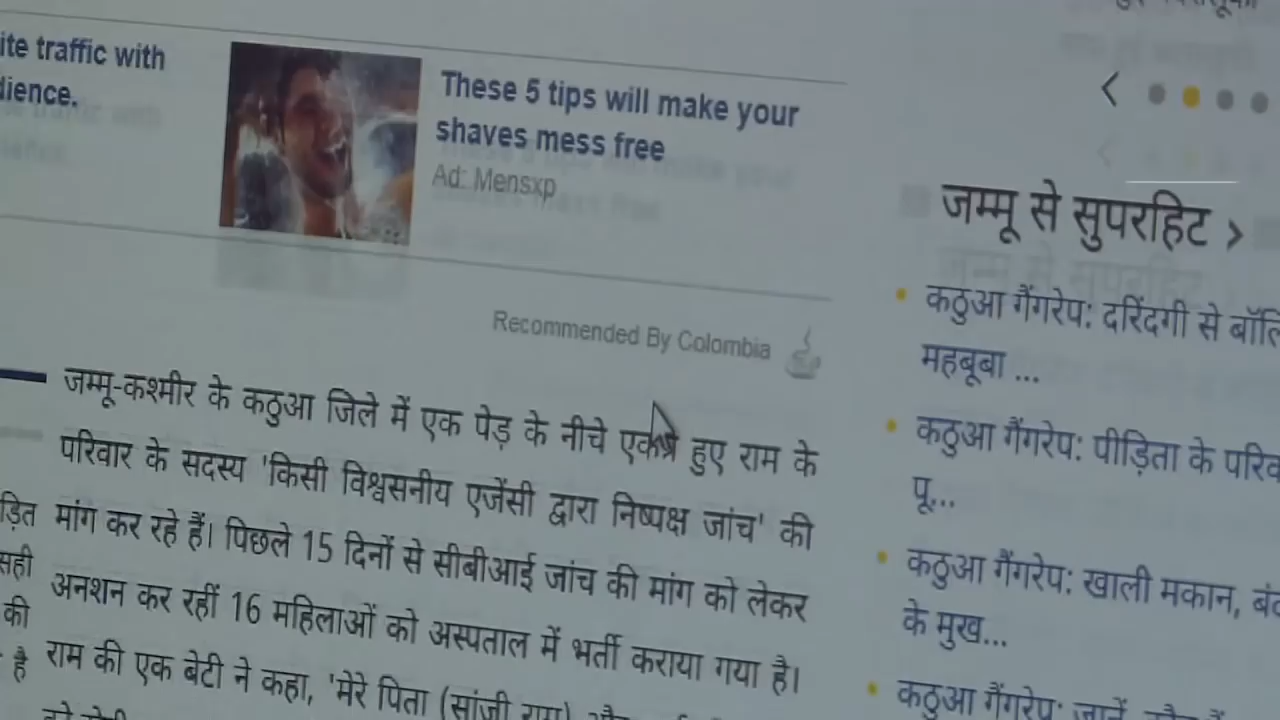 ite traffic with
dience.
These 5 tips will make your
shaves mess free
Ad: Mensxp
Recommended By Colombia
जम्मू-कश्मीर के कठुआ जिले में एक पेड़ के नीचे हुए राम के
परिवार के सदस्य 'किसी विश्वसनीय एजेंसी द्वारा निष्पक्ष जांच' की
ड़ित मांग कर रहे हैं। पिछले 15 दिनों से सीबीआई जांच की मांग को लेकर
सही अनशन कर रहीं 16 महिलाओं को अस्पताल में भर्ती कराया गया है।
की राम की एक बेटी ने कहा, 'मेरे पिता (सांजी राम)
है
जम्मू से सुपरहिट >
कठुआ गैंगरेप: दरिंदगी से बॉलि
महबूबा ...
कठुआ गैंगरेप: पीड़िता के परिव
पू...
कठुआ गैंगरेप: खाली मकान, बंद
के मुख...
कठुआ गैंगरेप: जानें,